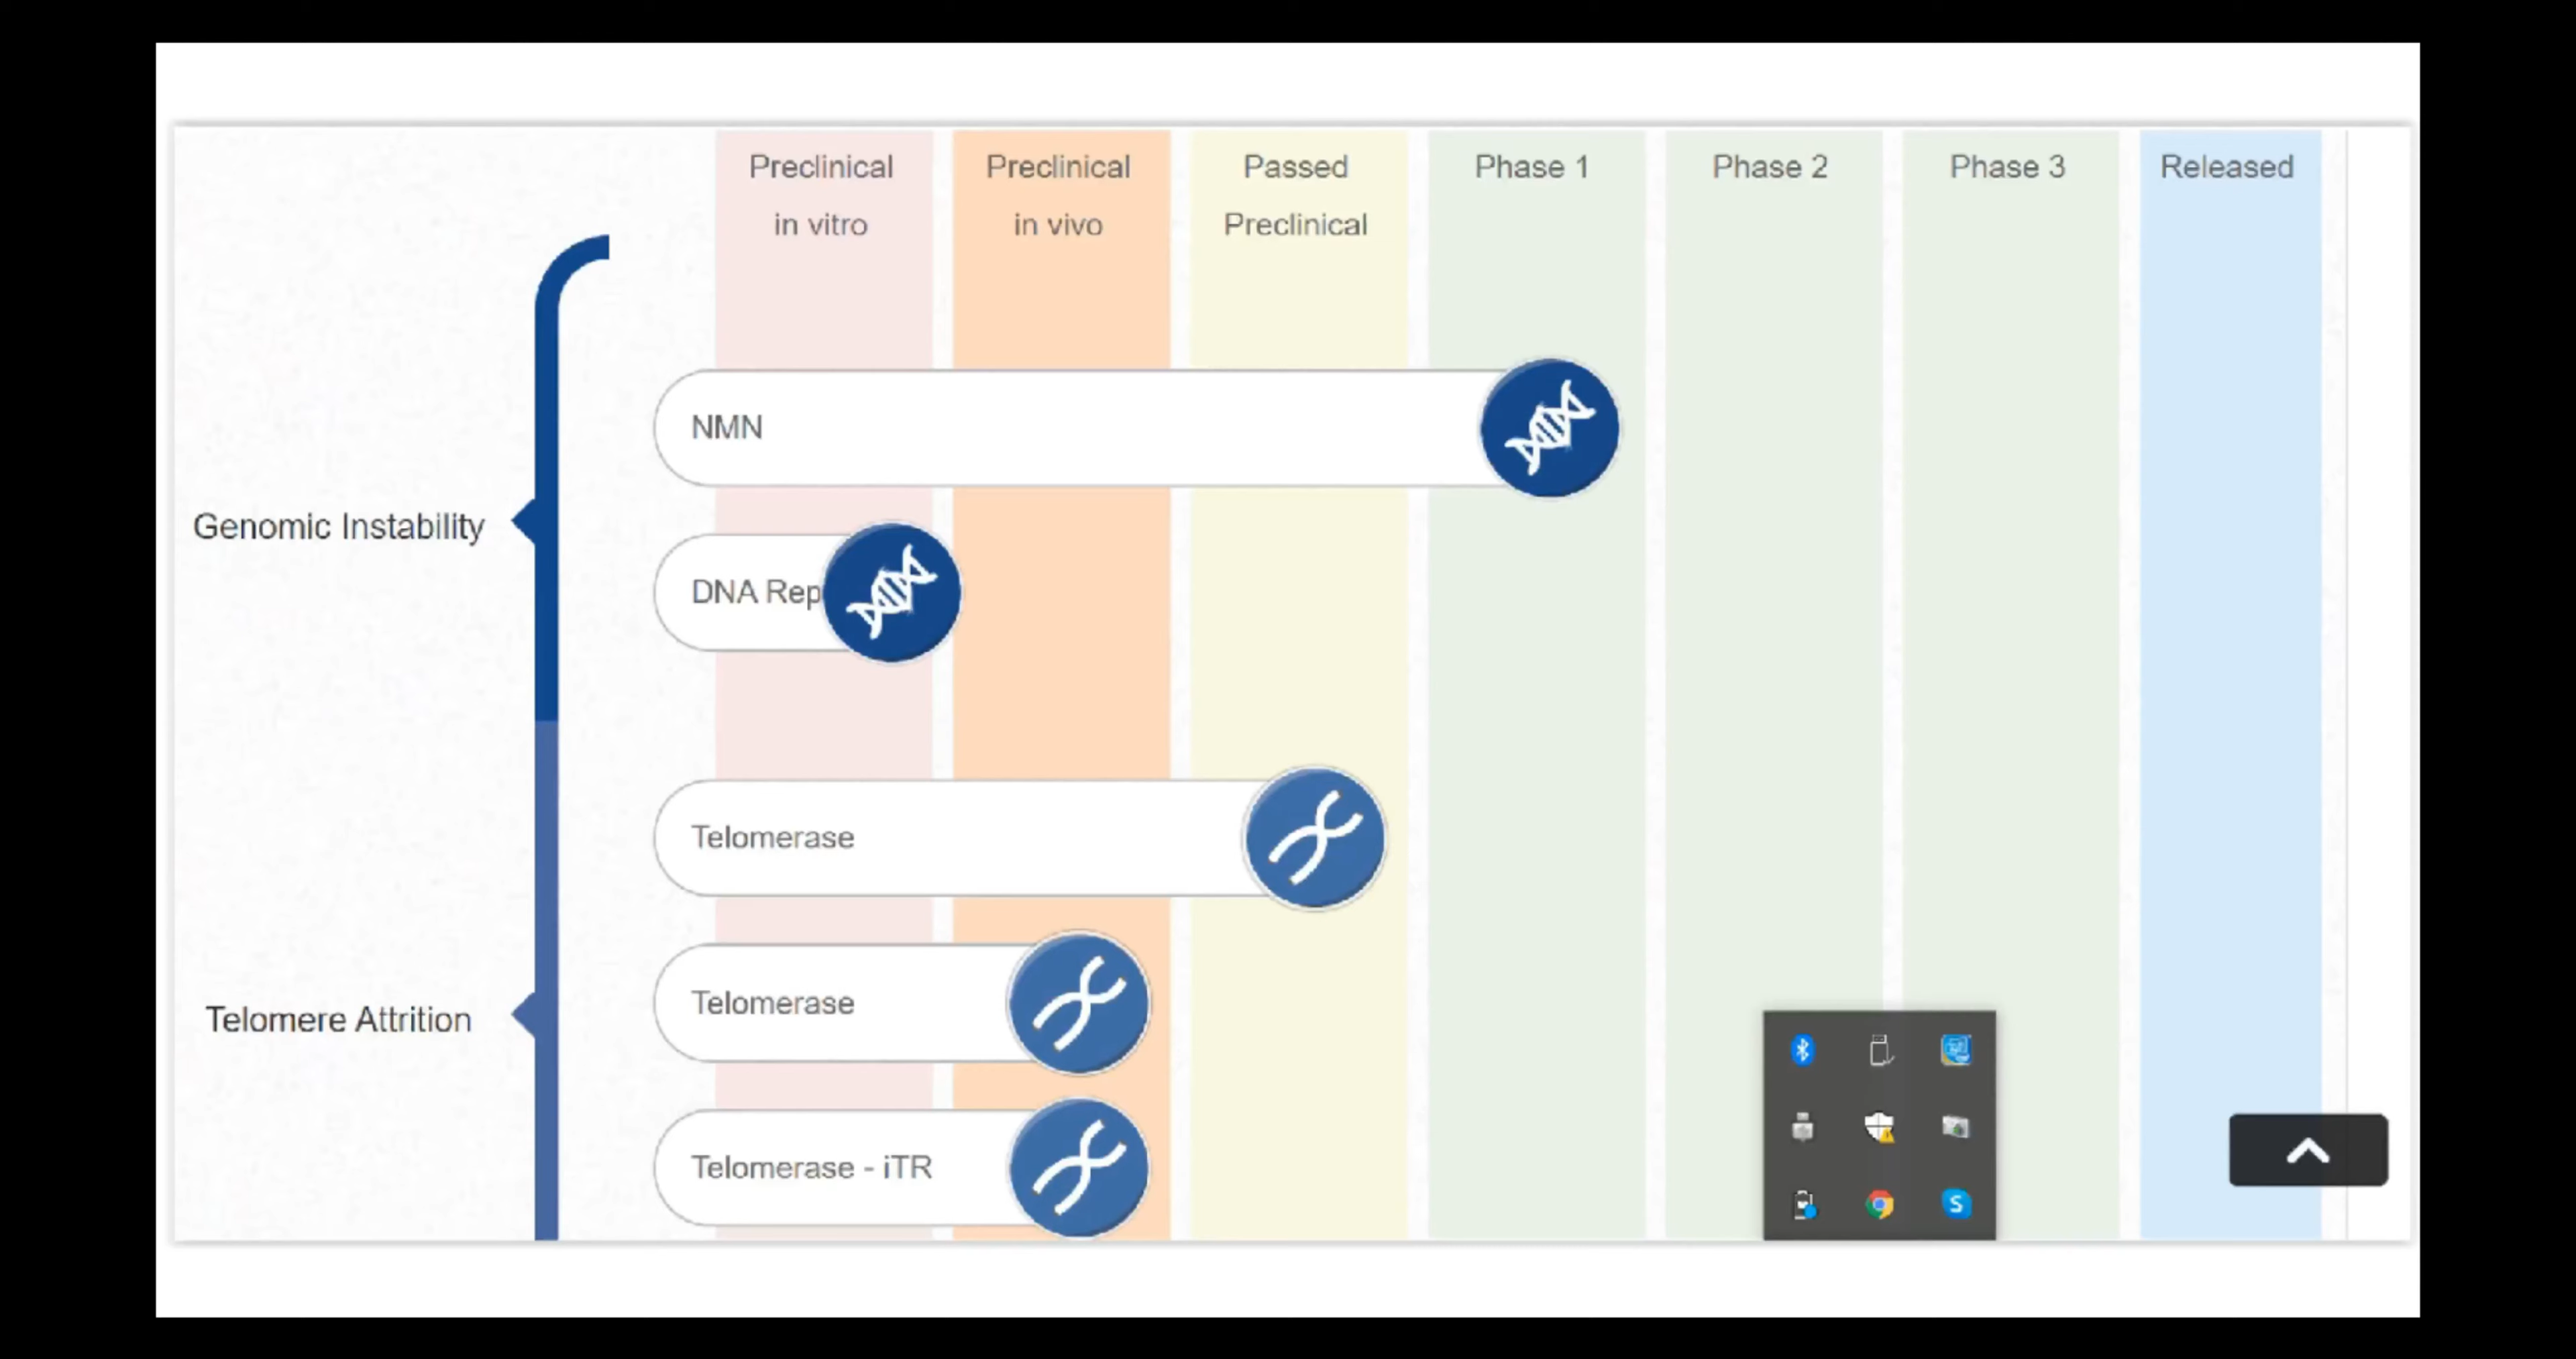 Preclinical
in vitro
Preclinical
in vivo
Passed
Preclinical
Phase 1
Phase 2
Phase 3
Released
Genomic Instability
NMN
DNA Rep
Telomere Attrition
Telomerase
Telomerase
Telomerase - iTR